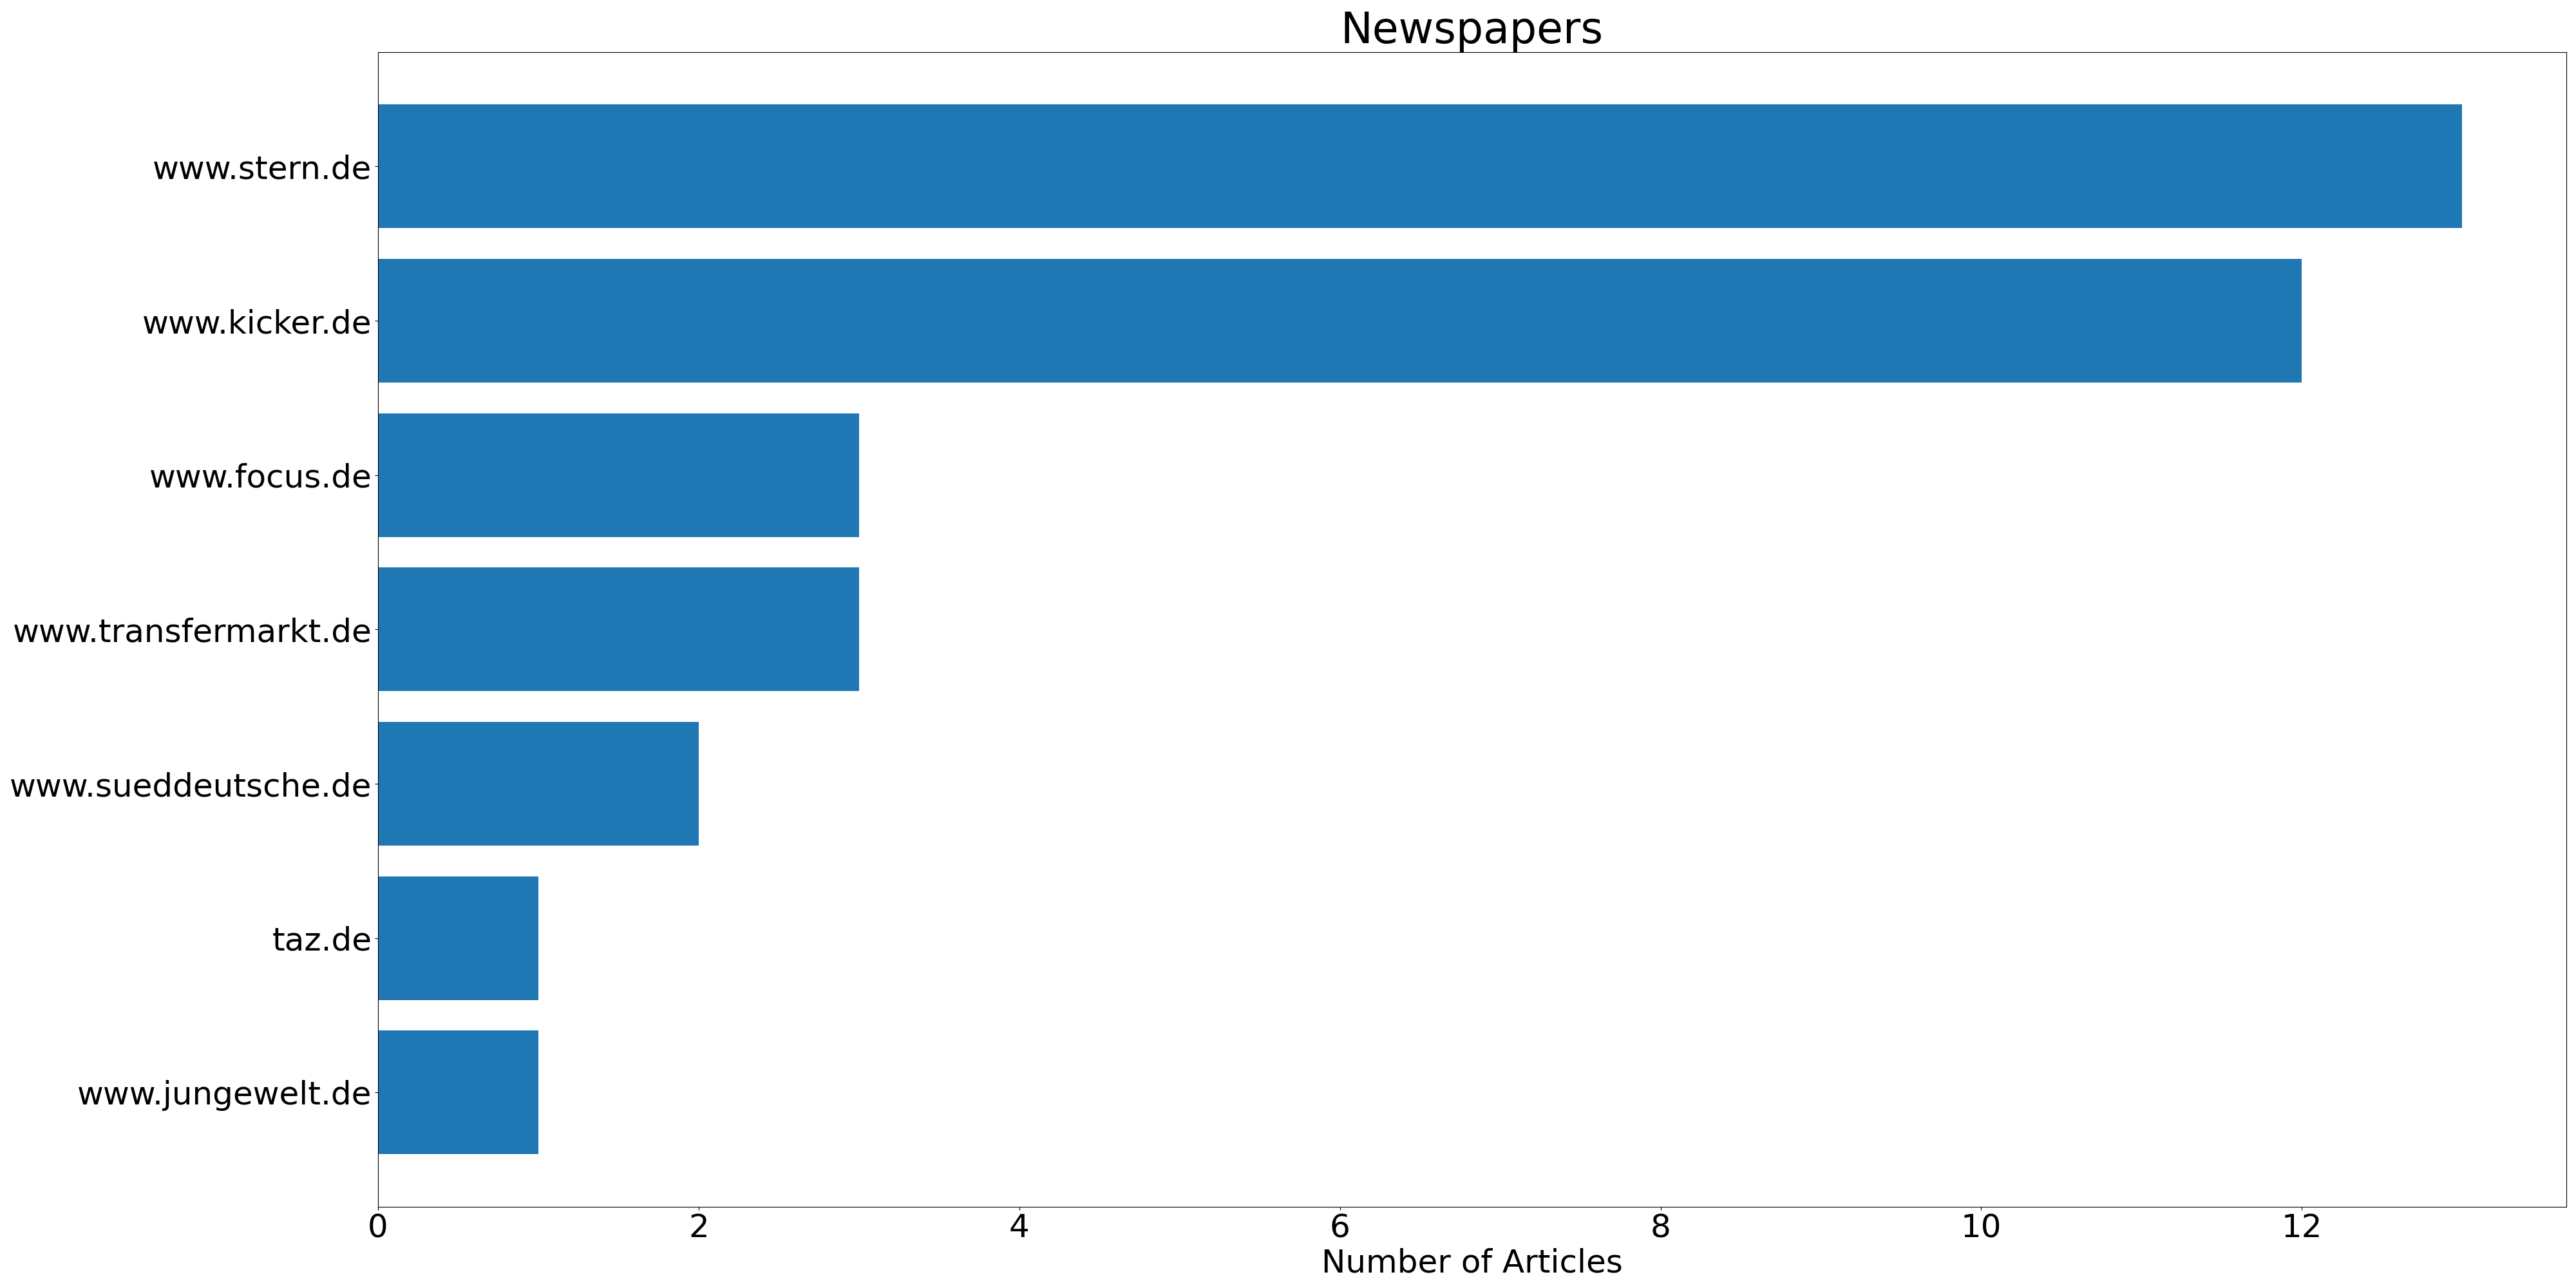 Newspapers
www.stern.de
www.kicker.de
www.focus.de
www.transfermarkt.de
www.sueddeutsche.de
taz.de
www.jungewelt.de
0 2 4 6 8 10 12
Number of Articles